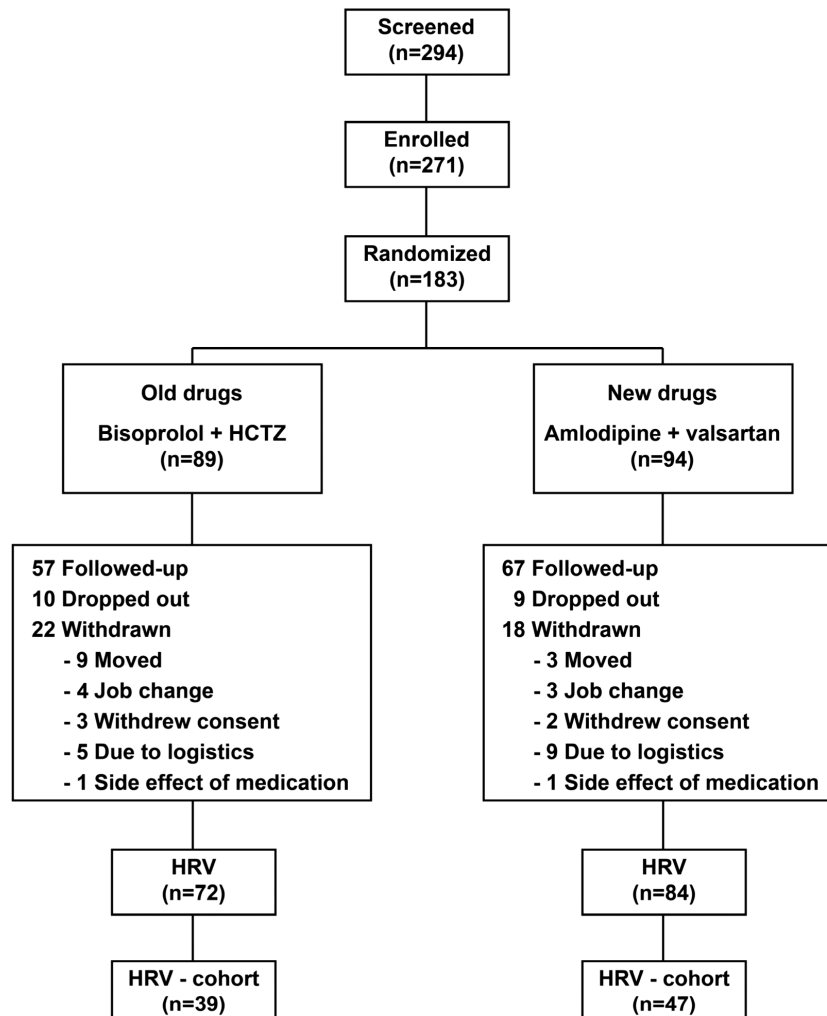 Screened
(n=294)
Enrolled
(n=271)
Randomized
(n=183)
Old drugs
Bisoprolol + HCTZ
(n=89)
New drugs
Amlodipine + valsartan
(n=94)
57 Followed-up
10 Dropped out
22 Withdrawn
- 9 Moved
- 4 Job change
- 3 Withdrew consent
- 5 Due to logistics
- 1 Side effect of medication
67 Followed-up
9 Dropped out
18 Withdrawn
- 3 Moved
- 3 Job change
- 2 Withdrew consent
- 9 Due to logistics
- 1 Side effect of medication
HRV
(n=72)
HRV
(n=84)
HRV - cohort
(n=39)
HRV - cohort
(n=47)